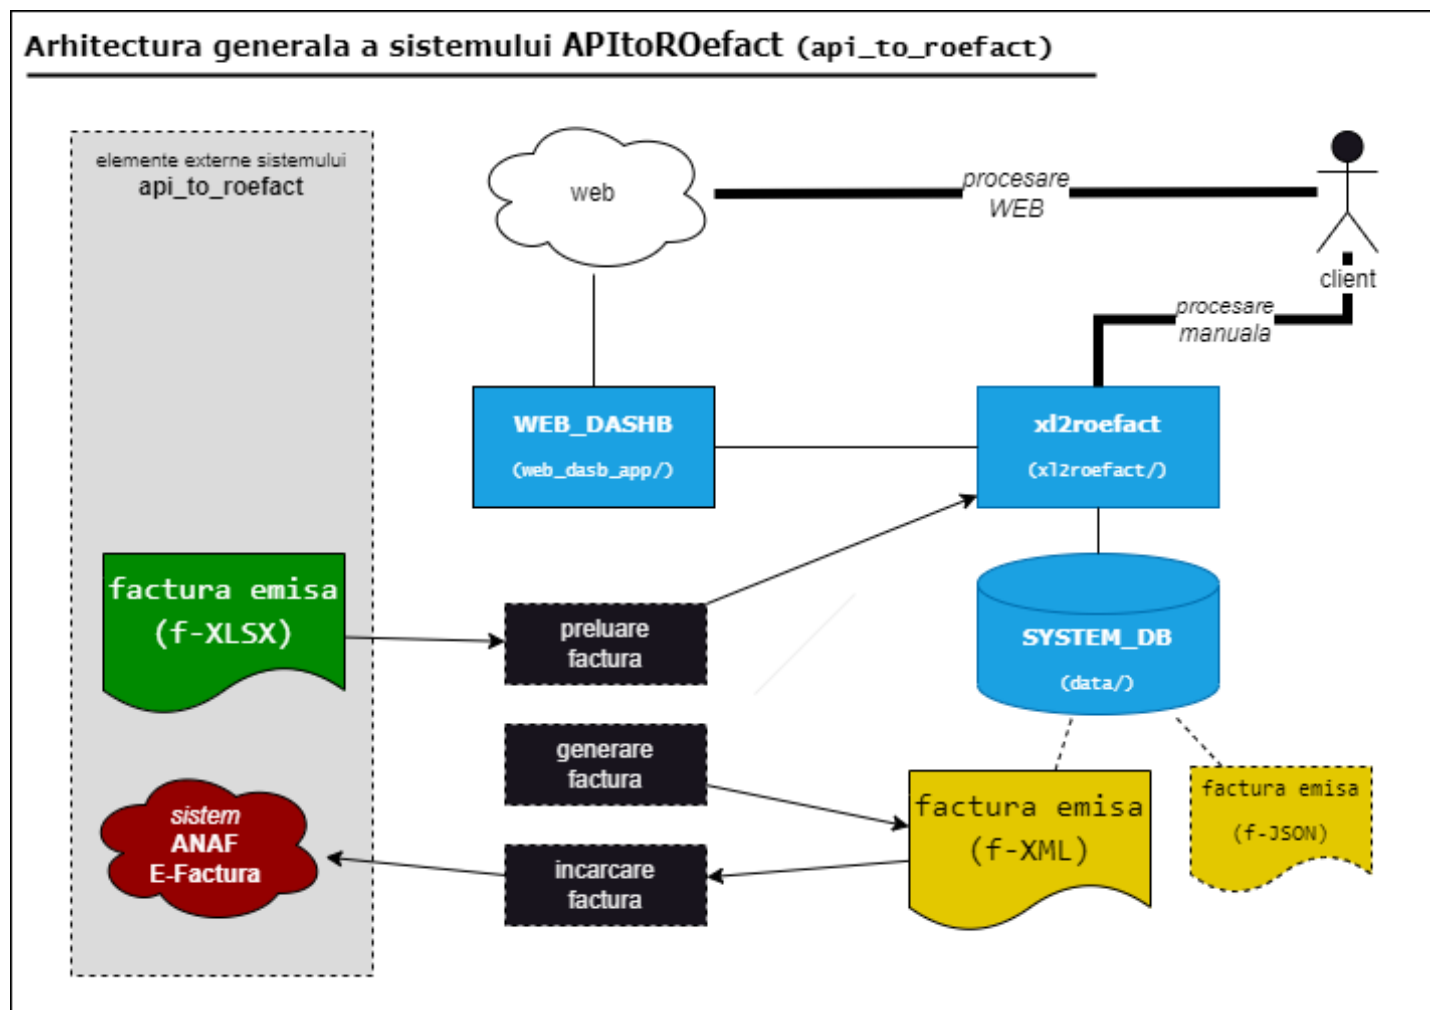 Arhitectura generala a sistemului APItoROefact (api_to_roefact)
elemente externe sistemului
api_to_roefact
web
procesare
WEB
client
procesare
manuala
WEB_DASHB
(web_dasb_app/)
xl2roefact
(xl2roefact/)
factura emisa
(f-XLSX)
preluare
factura
SYSTEM_DB
(data/)
generare
factura
factura emisa
(f-XML)
factura emisa
(f-JSON)
sistem
ANAF
E-Factura
incarcare
factura